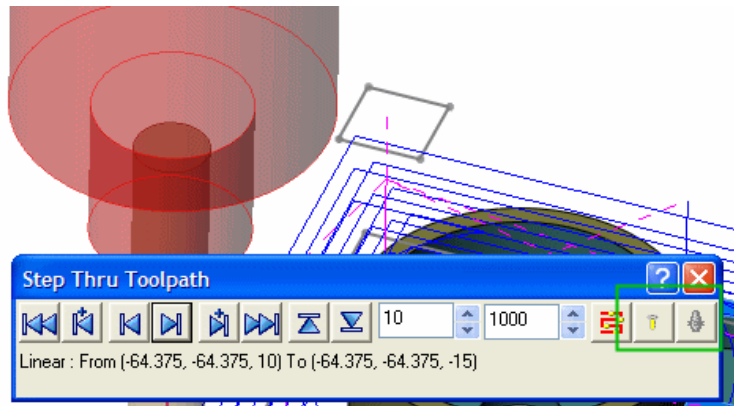 Step Thru Toolpath
10 1000
Linear : From (-64.375, -64.375, 10) To (-64.375, -64.375, -15)